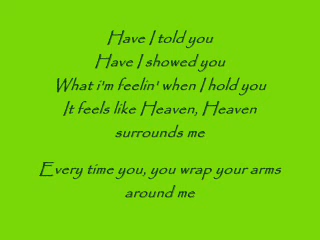 Have I told you
Have I showed you
What i'm feelin' when I hold you
It feels like Heaven, Heaven
surrounds me
Every time you, you wrap your arms
around me